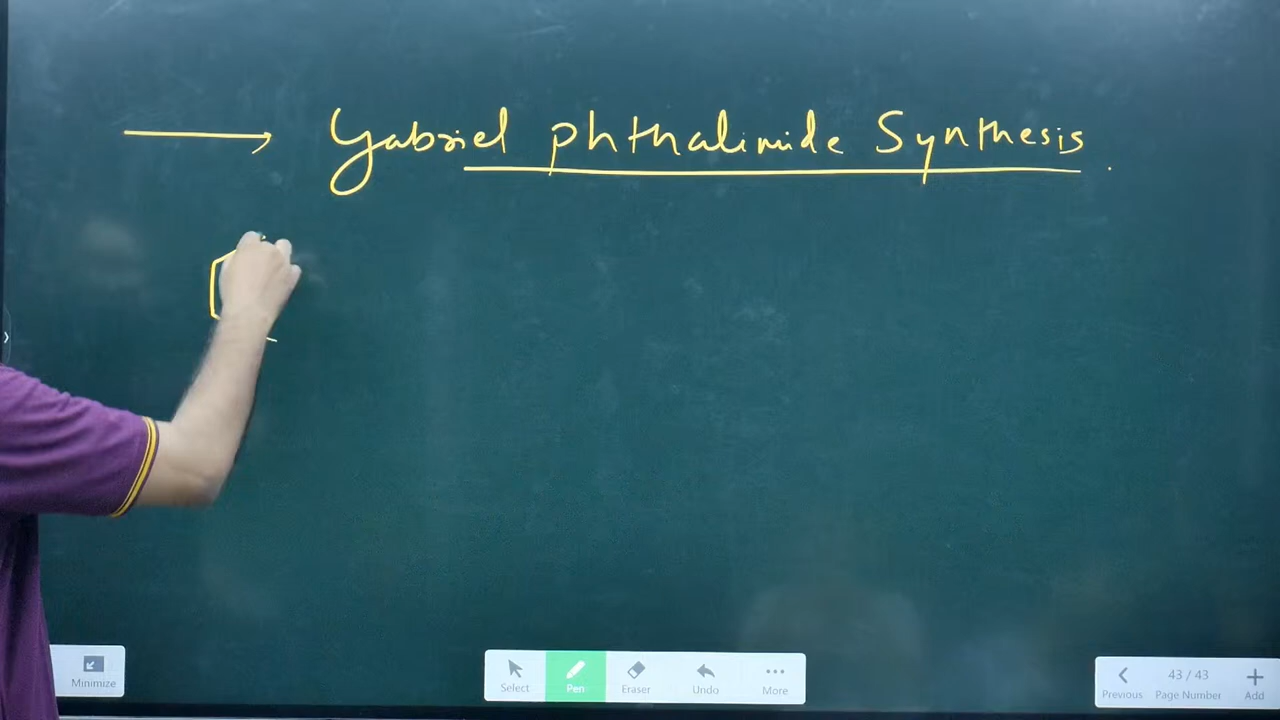 Gabriel phthalimide Synthesis.
Minimize
Select Pen Eraser Undo More
43 / 43
Previous Page Number Add